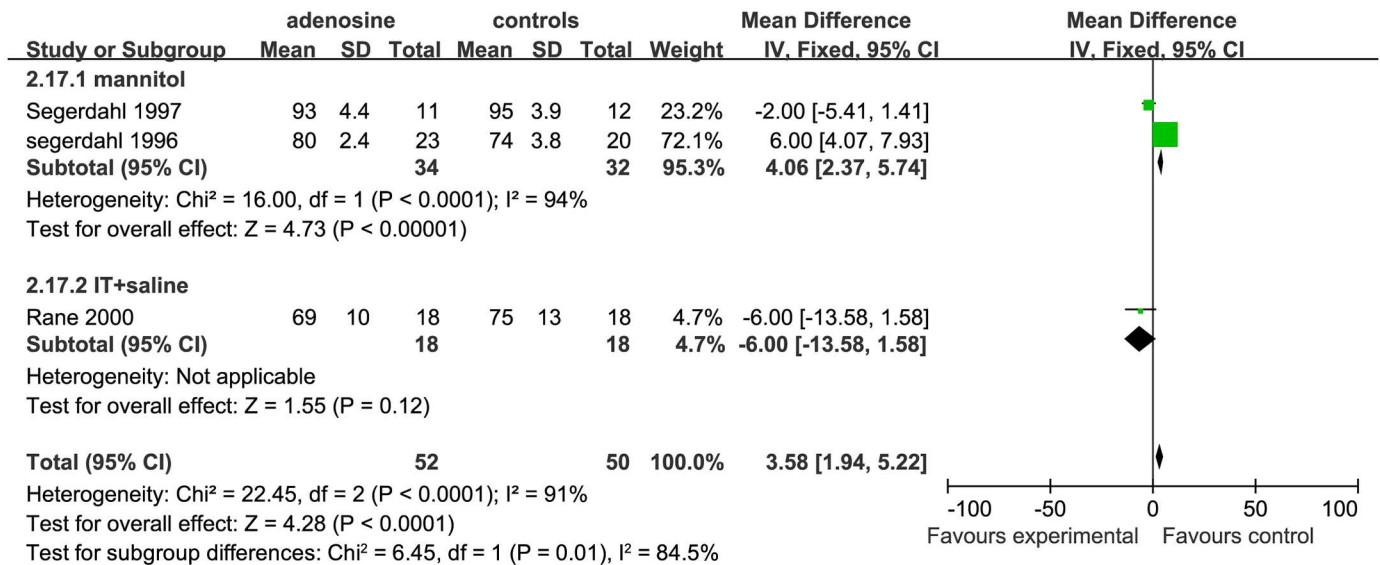 adenosine controls Mean Difference Mean Difference
Study or Subgroup Mean SD Total Mean SD Total Weight IV, Fixed, 95% CI IV, Fixed, 95% CI
2.17.1 mannitol
Segerdahl 1997 93 4.4 11 95 3.9 12 23.2% -2.00 [-5.41, 1.41]
segerdahl 1996 80 2.4 23 74 3.8 20 72.1% 6.00 [4.07, 7.93]
Subtotal (95% CI) 34 32 95.3% 4.06 [2.37, 5.74]
Heterogeneity: Chi² = 16.00, df = 1 (P < 0.0001); I² = 94%
Test for overall effect: Z = 4.73 (P < 0.00001)
2.17.2 IT+saline
Rane 2000 69 10 18 75 13 18 4.7% -6.00 [-13.58, 1.58]
Subtotal (95% CI) 18 18 4.7% -6.00 [-13.58, 1.58]
Heterogeneity: Not applicable
Test for overall effect: Z = 1.55 (P = 0.12)
Total (95% CI) 52 50 100.0% 3.58 [1.94, 5.22]
Heterogeneity: Chi² = 22.45, df = 2 (P < 0.0001); I² = 91%
Test for overall effect: Z = 4.28 (P < 0.0001)
Test for subgroup differences: Chi² = 6.45, df = 1 (P = 0.01), I² = 84.5%
-100 -50 0 50 100
Favours experimental Favours control